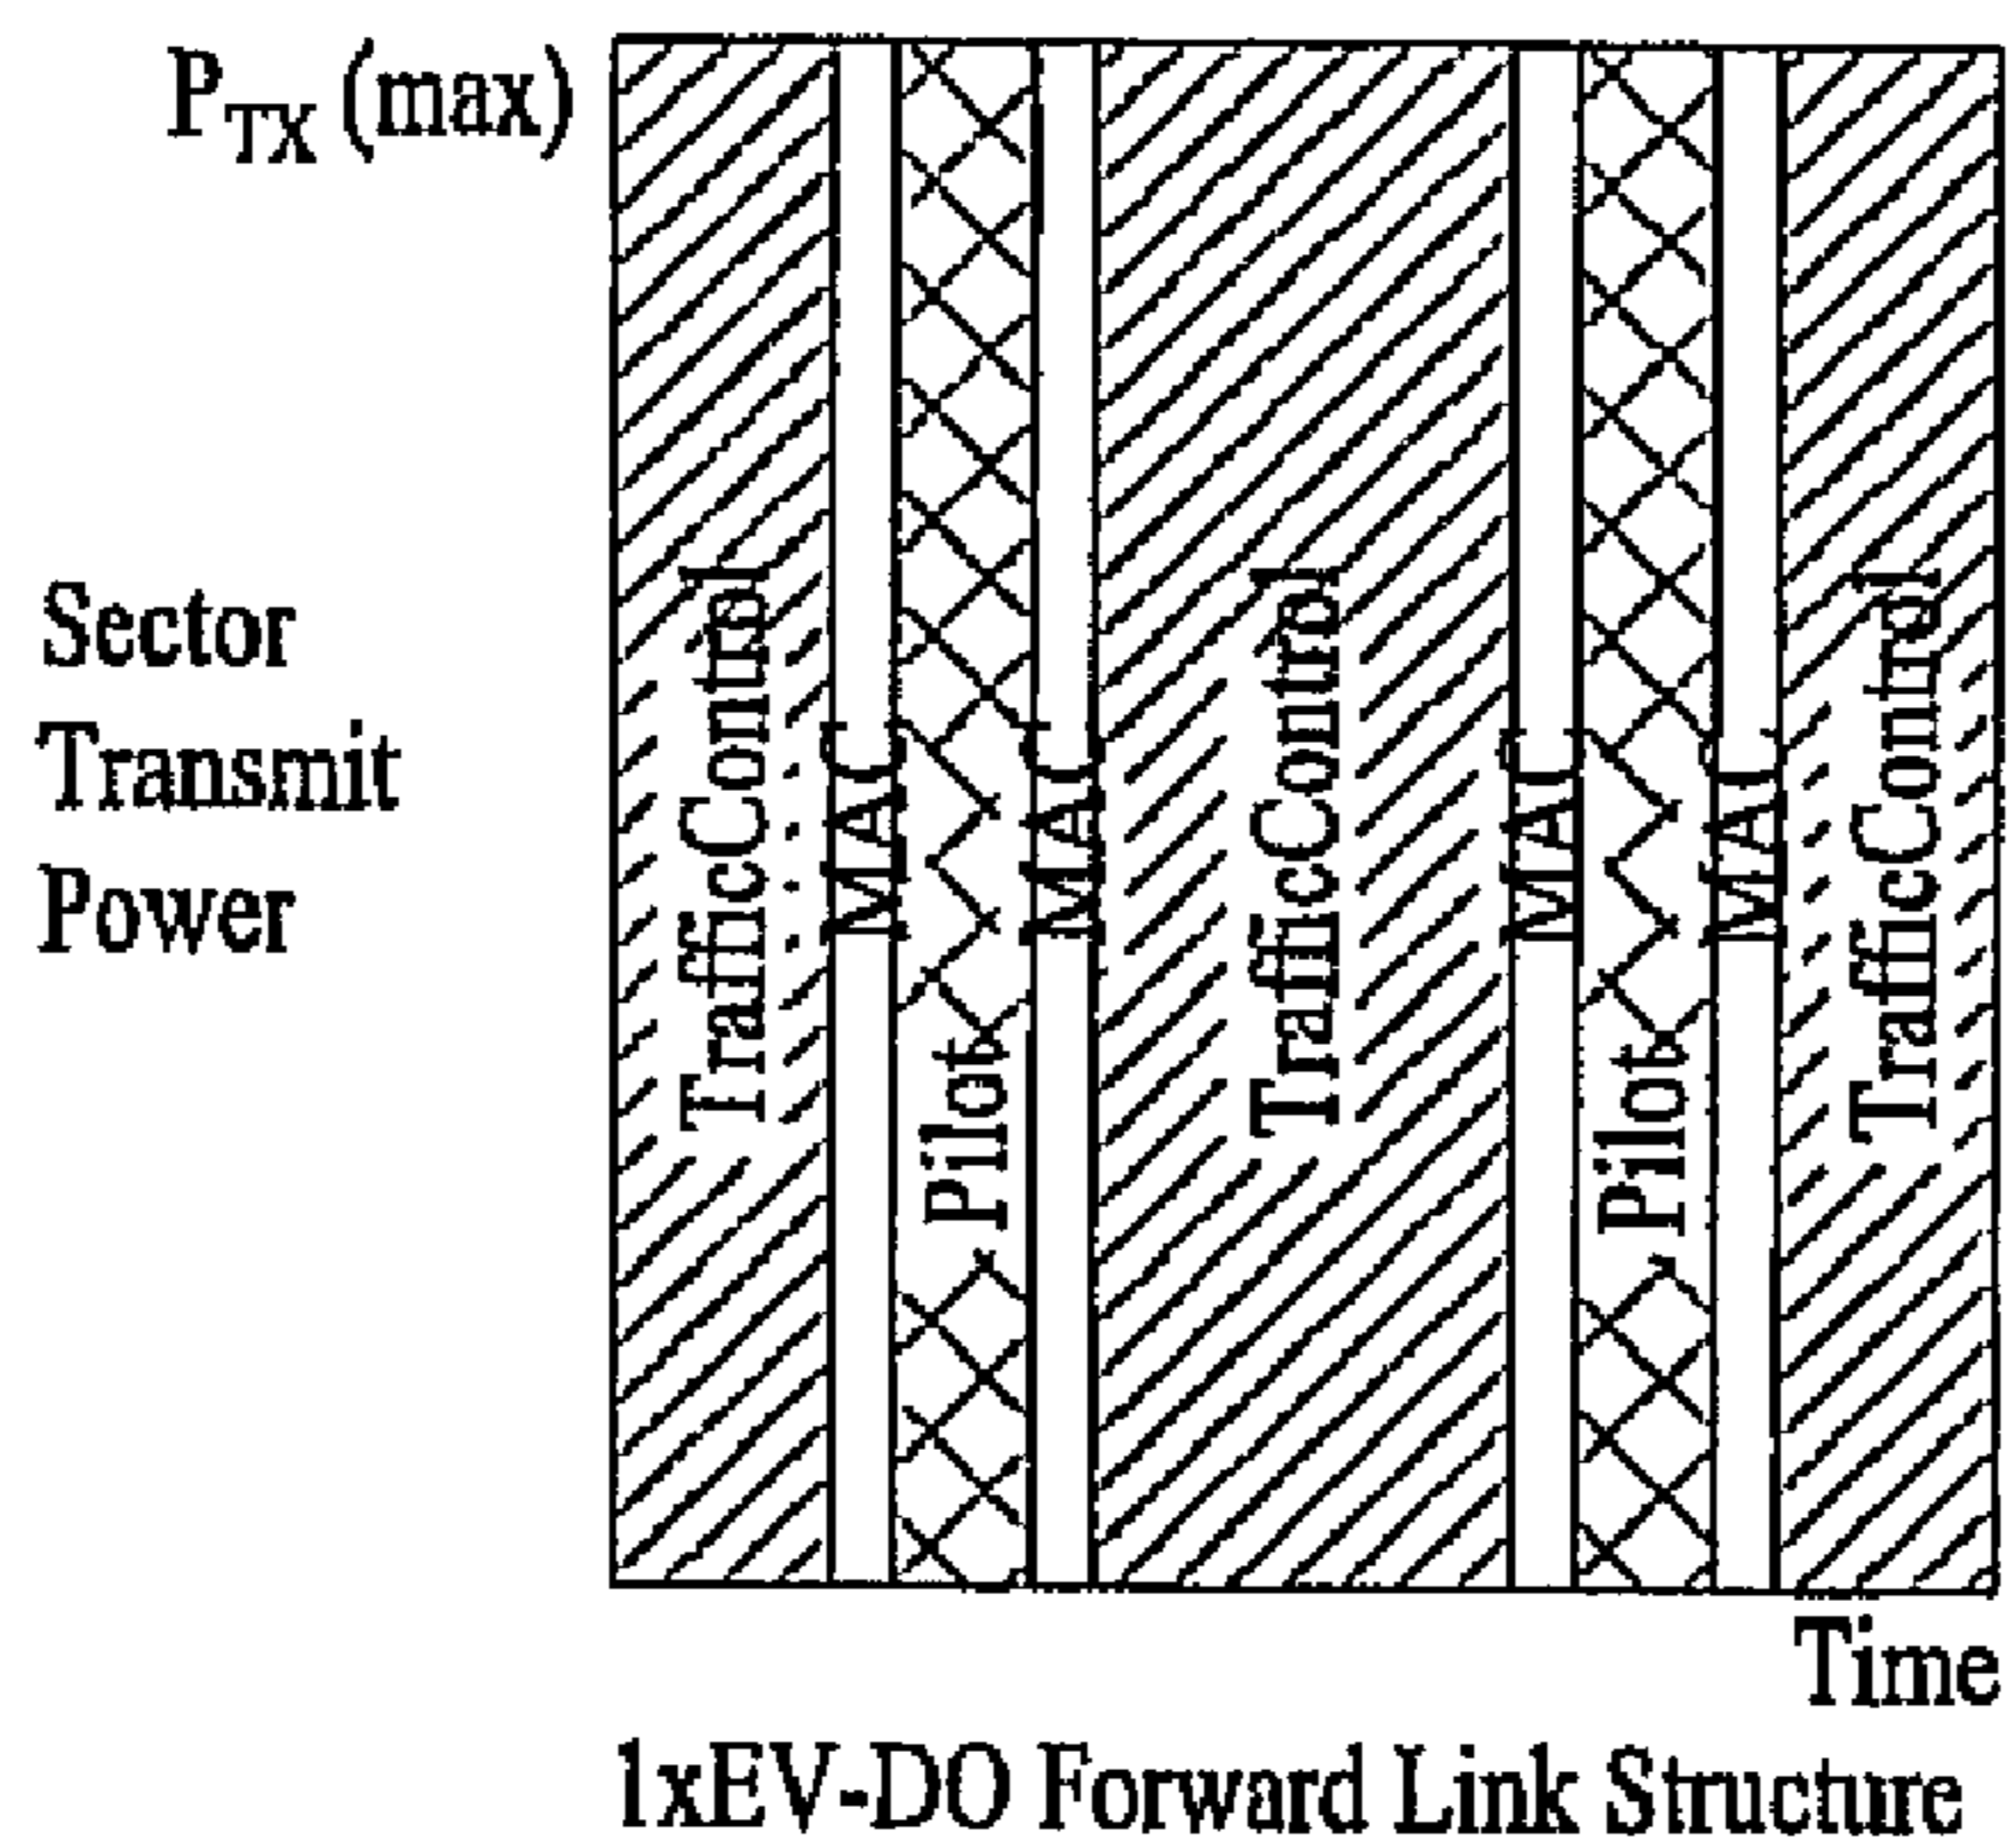 P_TX (max)
Sector
Transmit
Power
TrafficControl
MAC
Pilot
MAC
TrafficControl
MAC
Pilot
MAC
TrafficControl
Time
1xEV-DO Forward Link Structure